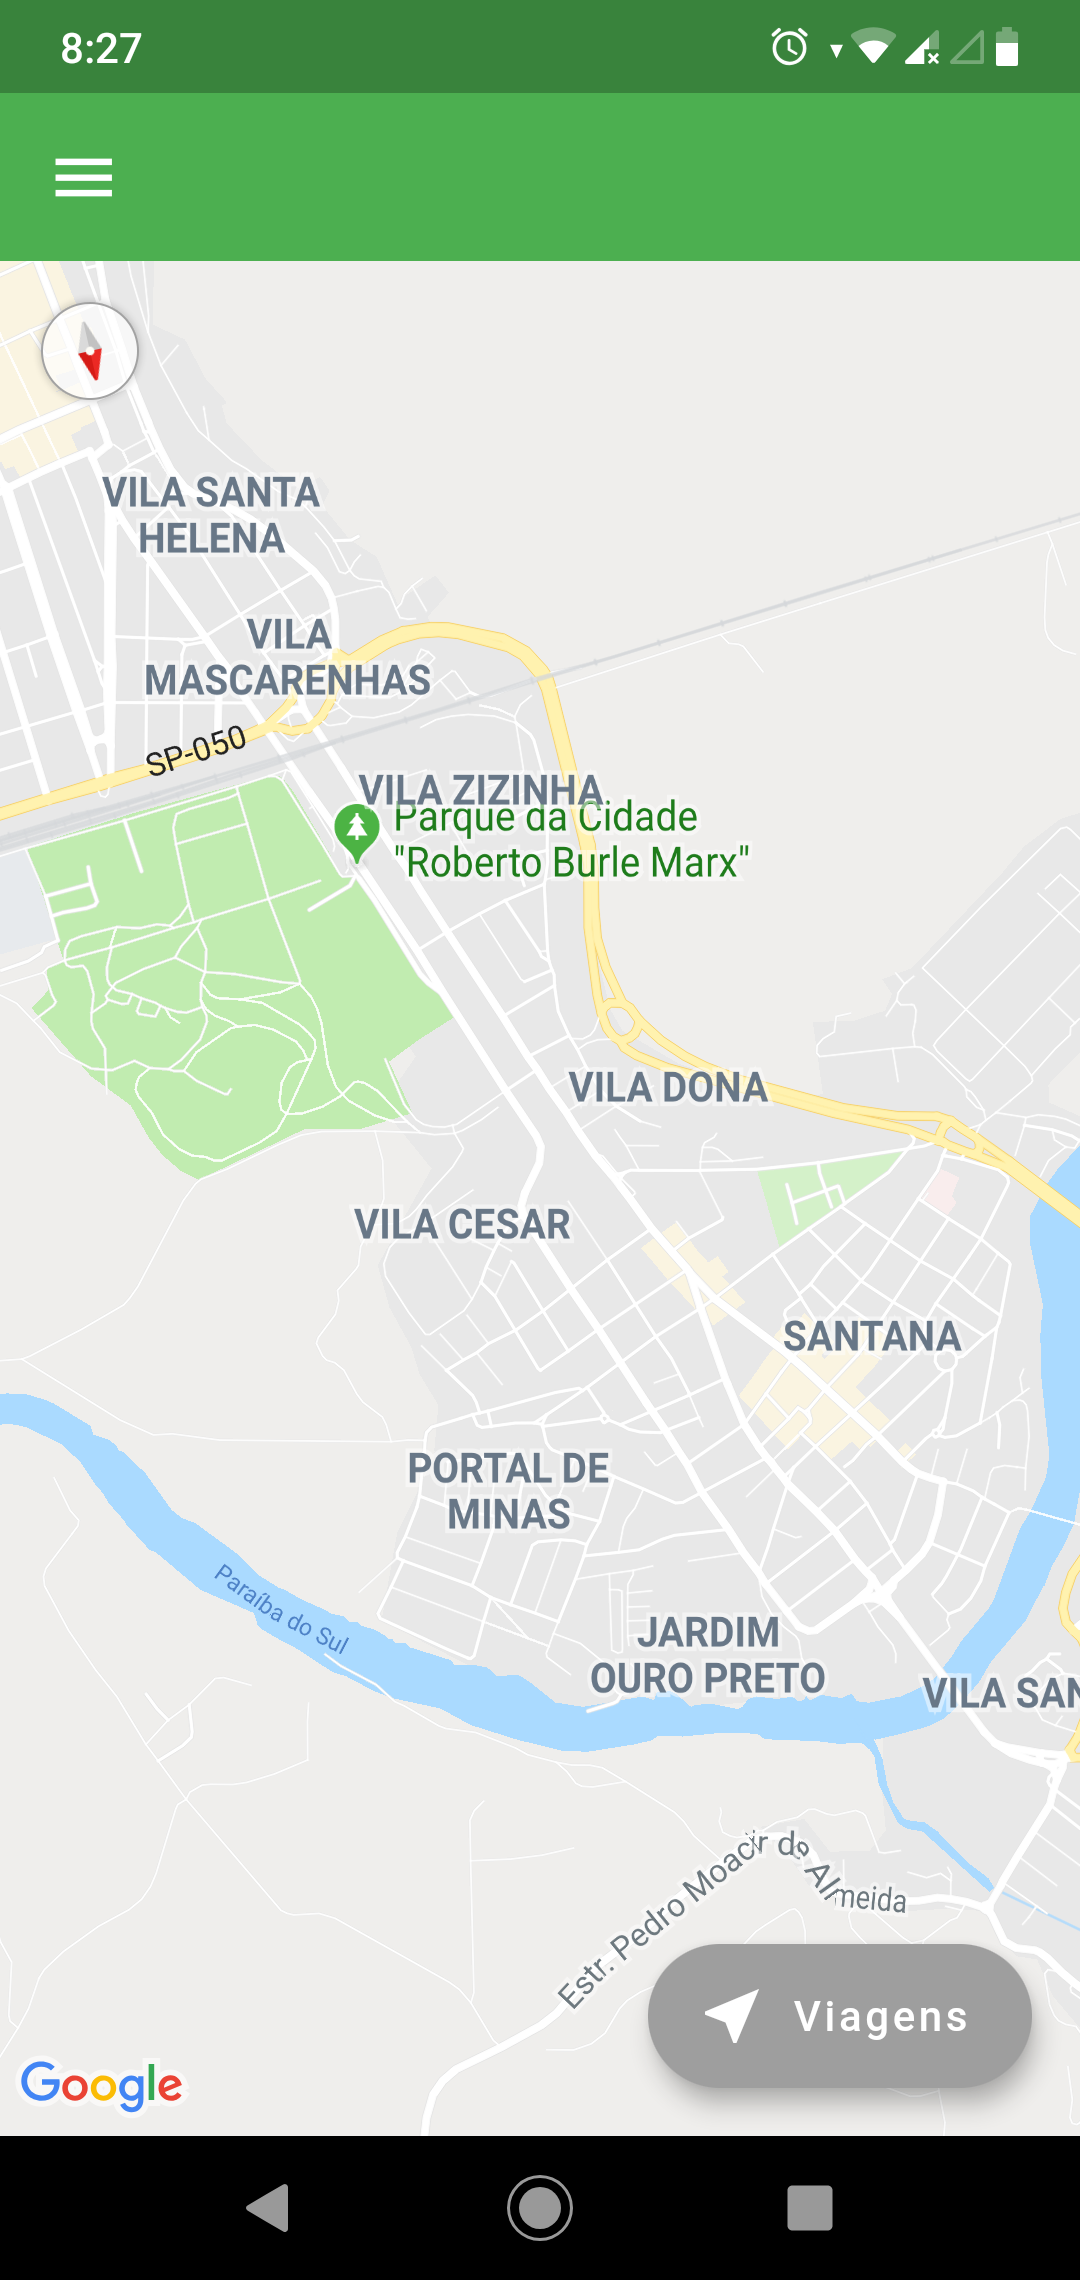 8:27
VILA SANTA
HELENA
VILA
MASCARENHAS
SP-050
VILA ZIZINHA
Parque da Cidade
"Roberto Burle Marx"
VILA DONA
VILA CESAR
SANTANA
PORTAL DE
MINAS
Paraíba do Sul
JARDIM
OURO PRETO
VILA SAN
Estr. Pedro Moacir de Almeida
Viagens
Google